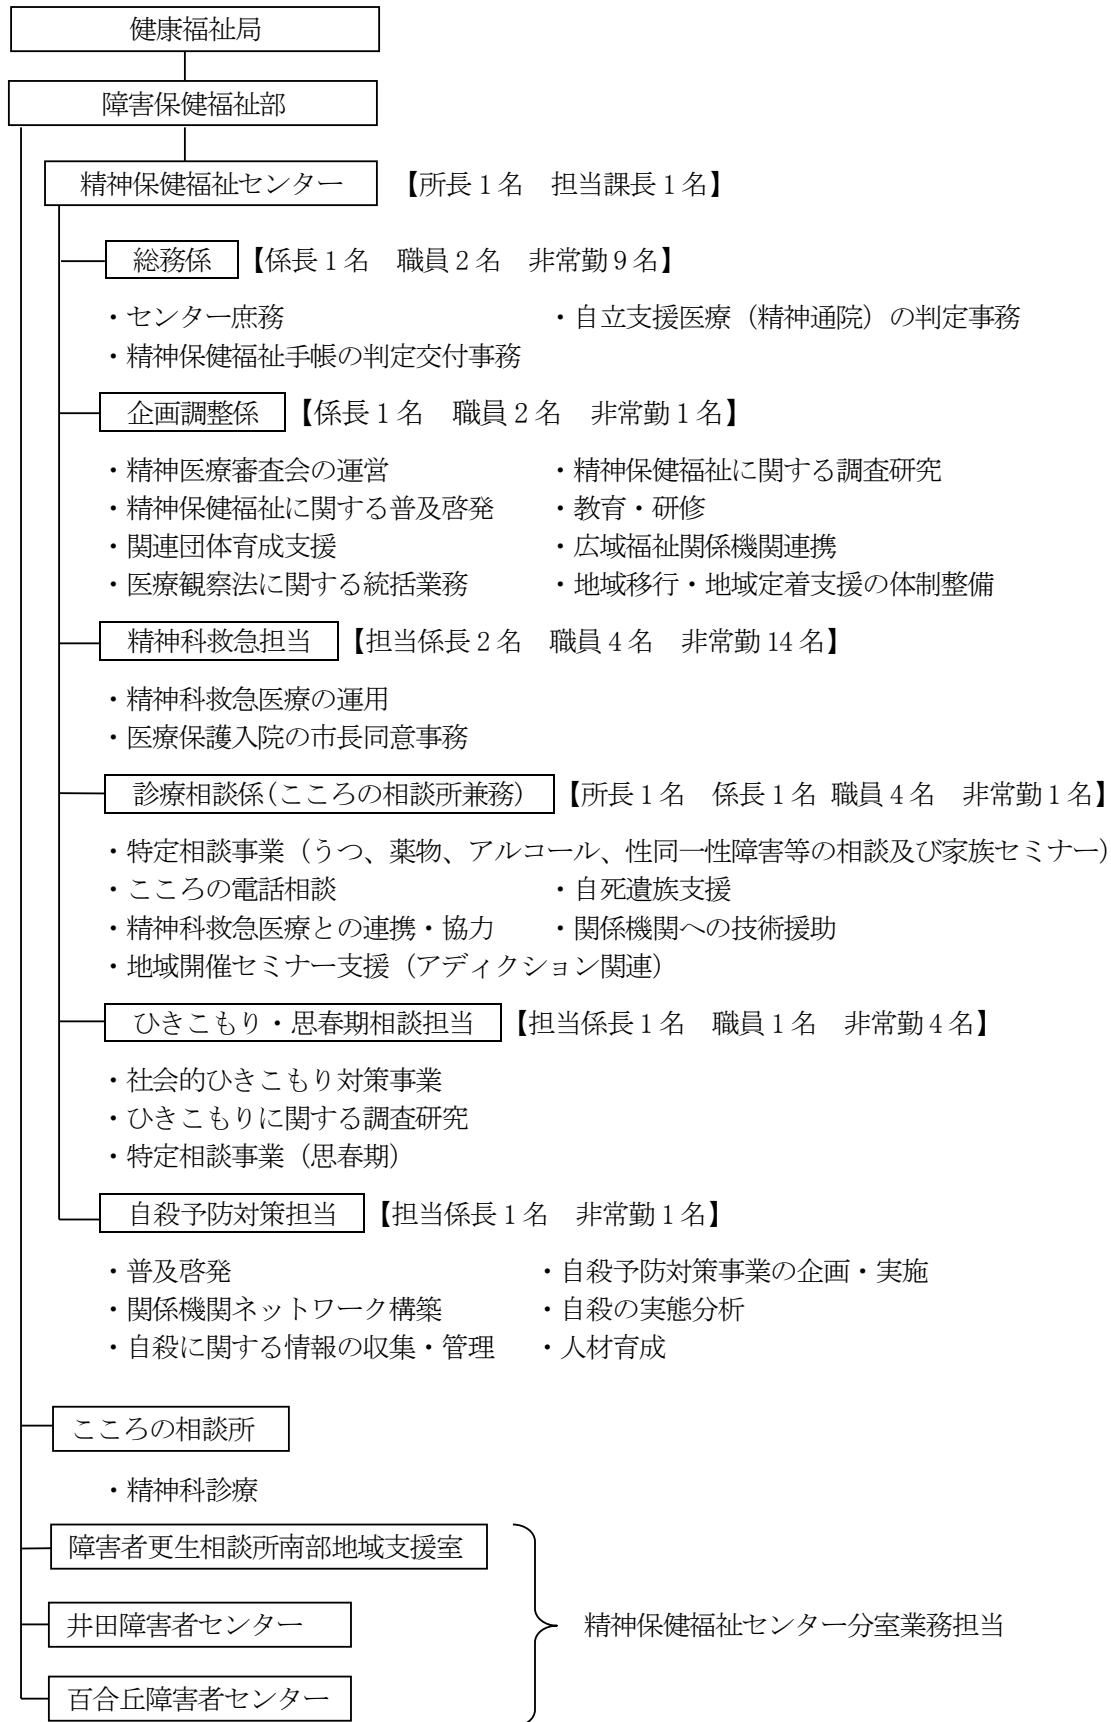 健康福祉局
障害保健福祉部
精神保健福祉センター　【所長1名　担当課長1名】
総務係　【係長1名　職員2名　非常勤9名】
・センター庶務　・自立支援医療（精神通院）の判定事務
・精神保健福祉手帳の判定交付事務
企画調整係　【係長1名　職員2名　非常勤1名】
・精神医療審査会の運営　・精神保健福祉に関する調査研究
・精神保健福祉に関する普及啓発　・教育・研修
・関連団体育成支援　・広域福祉関係機関連携
・医療観察法に関する統括業務　・地域移行・地域定着支援の体制整備
精神科救急担当　【担当係長2名　職員4名　非常勤14名】
・精神科救急医療の運用
・医療保護入院の市長同意事務
診療相談係（こころの相談所兼務）　【所長1名　係長1名 職員4名　非常勤1名】
・特定相談事業（うつ、薬物、アルコール、性同一性障害等の相談及び家族セミナー）
・こころの電話相談　・自死遺族支援
・精神科救急医療との連携・協力　・関係機関への技術援助
・地域開催セミナー支援（アディクション関連）
ひきこもり・思春期相談担当　【担当係長1名　職員1名　非常勤4名】
・社会的ひきこもり対策事業
・ひきこもりに関する調査研究
・特定相談事業（思春期）
自殺予防対策担当　【担当係長1名　非常勤1名】
・普及啓発　・自殺予防対策事業の企画・実施
・関係機関ネットワーク構築　・自殺の実態分析
・自殺に関する情報の収集・管理　・人材育成
こころの相談所
・精神科診療
障害者更生相談所南部地域支援室
井田障害者センター　精神保健福祉センター分室業務担当
百合丘障害者センター